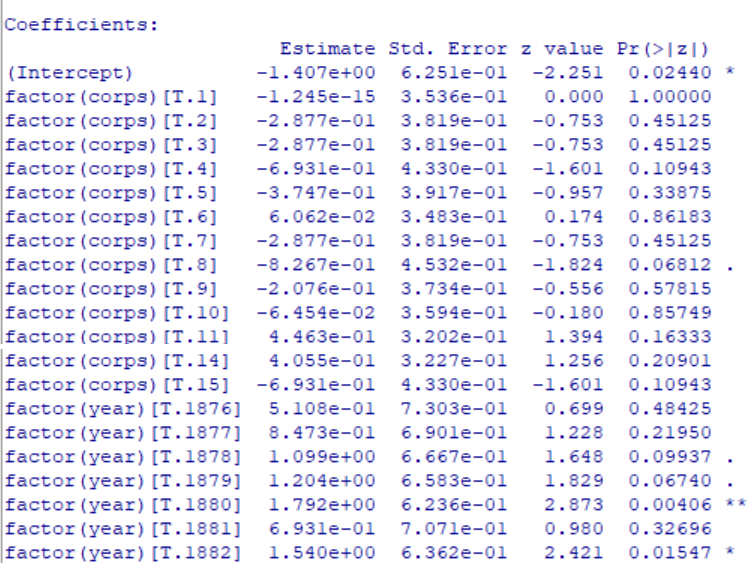 Coefficients:
Estimate Std. Error z value Pr(>|z|)
(Intercept) -1.407e+00 6.251e-01 -2.251 0.02440 *
factor(corps)[T.1] -1.245e-15 3.536e-01 0.000 1.00000
factor(corps)[T.2] -2.877e-01 3.819e-01 -0.753 0.45125
factor(corps)[T.3] -2.877e-01 3.819e-01 -0.753 0.45125
factor(corps)[T.4] -6.931e-01 4.330e-01 -1.601 0.10943
factor(corps)[T.5] -3.747e-01 3.917e-01 -0.957 0.33875
factor(corps)[T.6] 6.062e-02 3.483e-01 0.174 0.86183
factor(corps)[T.7] -2.877e-01 3.819e-01 -0.753 0.45125
factor(corps)[T.8] -8.267e-01 4.532e-01 -1.824 0.06812 .
factor(corps)[T.9] -2.076e-01 3.734e-01 -0.556 0.57815
factor(corps)[T.10] -6.454e-02 3.594e-01 -0.180 0.85749
factor(corps)[T.11] 4.463e-01 3.202e-01 1.394 0.16333
factor(corps)[T.14] 4.055e-01 3.227e-01 1.256 0.20901
factor(corps)[T.15] -6.931e-01 4.330e-01 -1.601 0.10943
factor(year)[T.1876] 5.108e-01 7.303e-01 0.699 0.48425
factor(year)[T.1877] 8.473e-01 6.901e-01 1.228 0.21950
factor(year)[T.1878] 1.099e+00 6.667e-01 1.648 0.09937 .
factor(year)[T.1879] 1.204e+00 6.583e-01 1.829 0.06740 .
factor(year)[T.1880] 1.792e+00 6.236e-01 2.873 0.00406 **
factor(year)[T.1881] 6.931e-01 7.071e-01 0.980 0.32696
factor(year)[T.1882] 1.540e+00 6.362e-01 2.421 0.01547 *